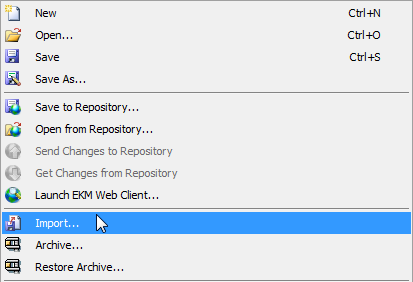 New Ctrl+N
Open... Ctrl+O
Save Ctrl+S
Save As...
Save to Repository...
Open from Repository...
Send Changes to Repository
Get Changes from Repository
Launch EKM Web Client...
Import...
Archive...
Restore Archive...